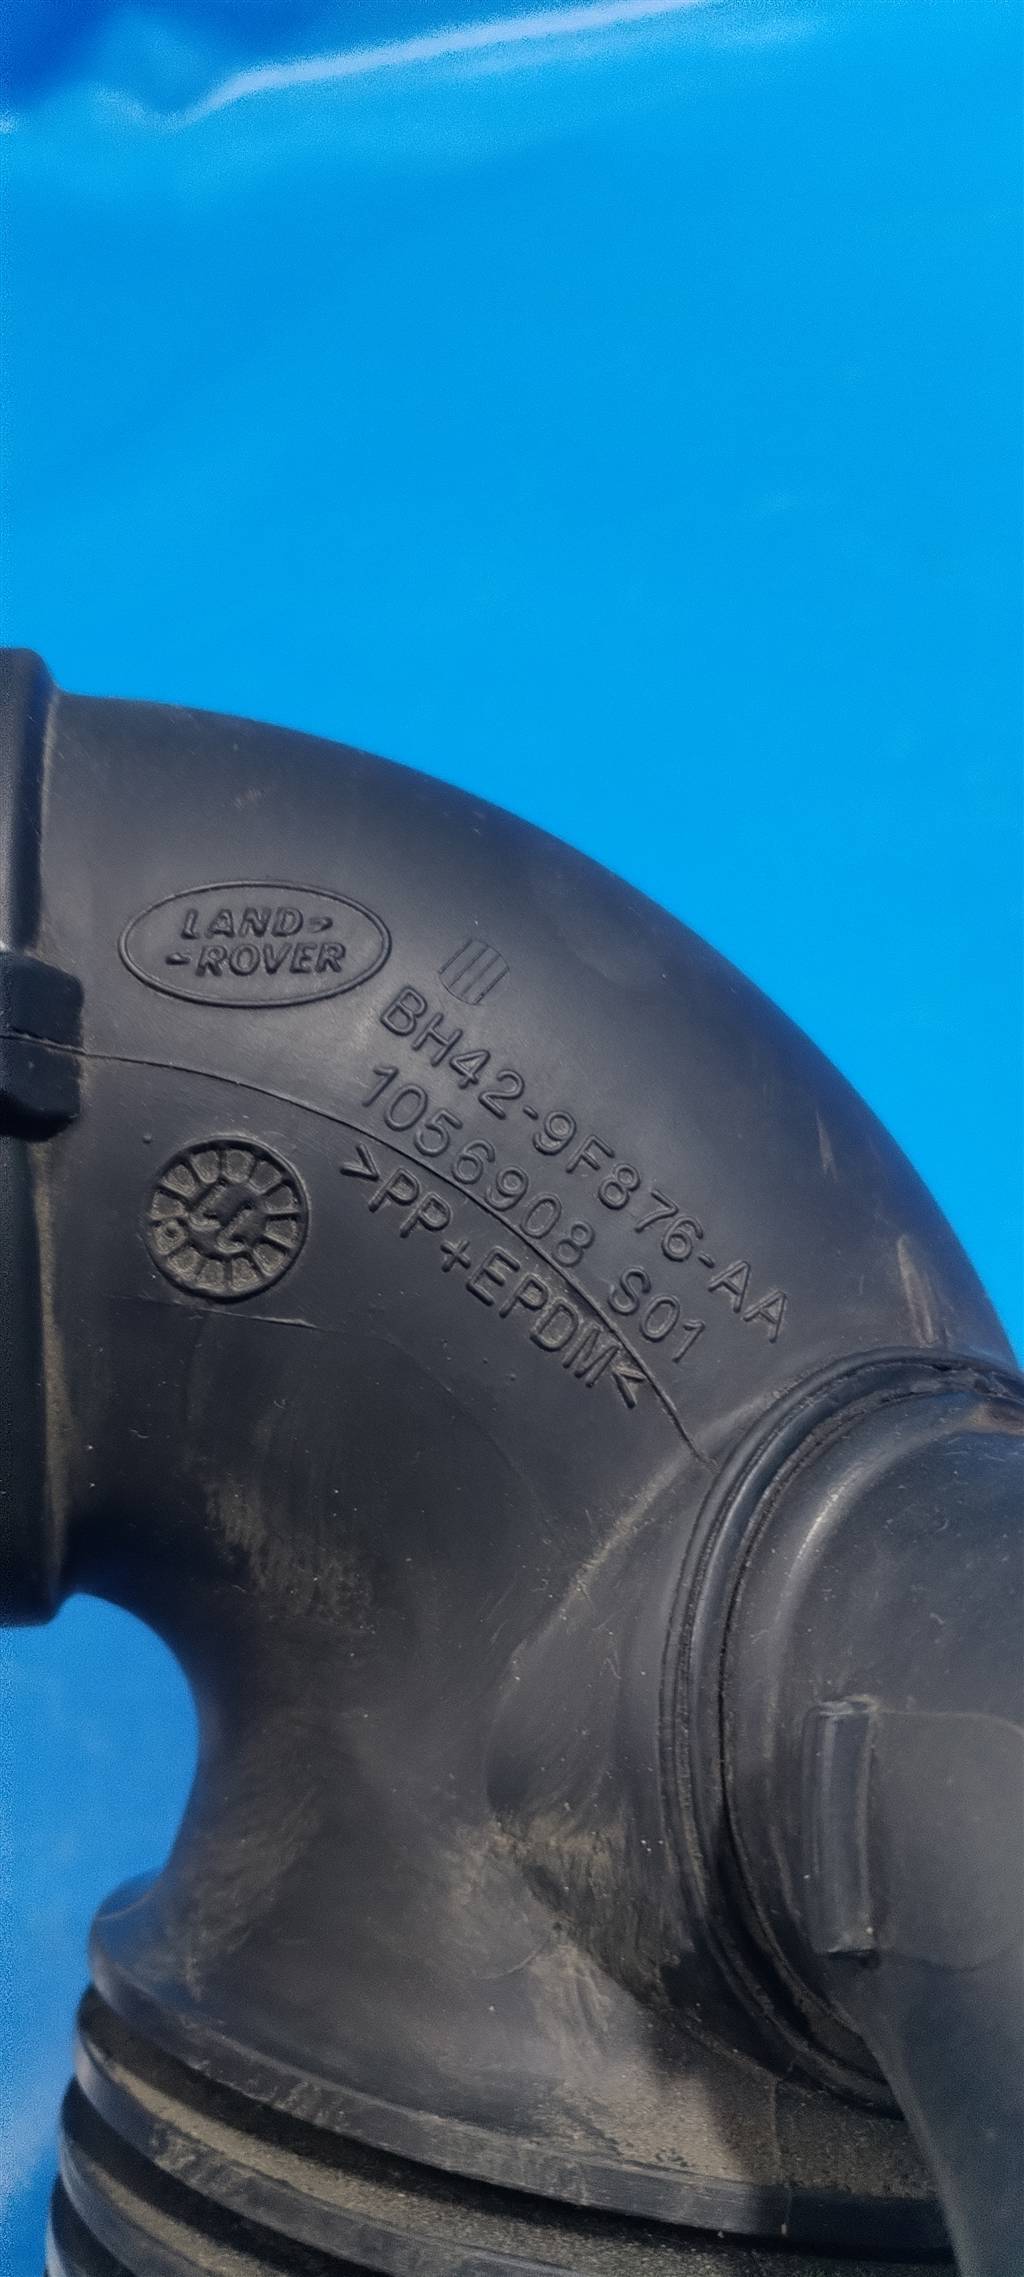 LAND
ROVER
BH42-9F876-AA
1056908 S01
>PP+EPDM<